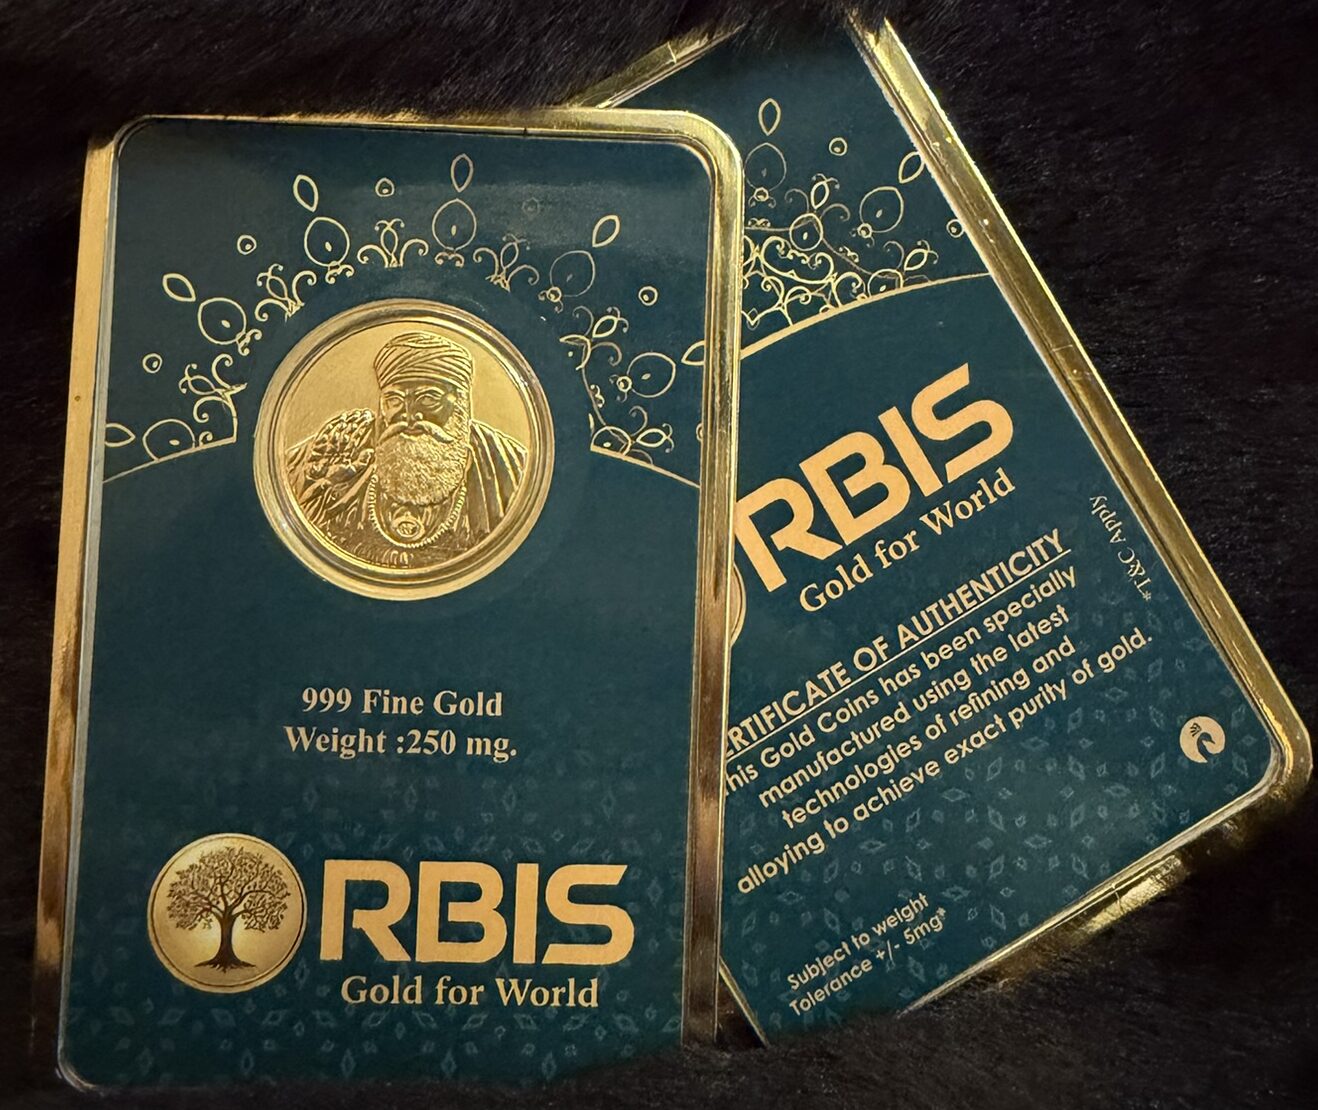 999 Fine Gold
Weight :250 mg.
RBIS
Gold for World
RBIS
Gold for World
*T&C Apply
ERTIFICATE OF AUTHENTICITY
his Gold Coins has been specially
manufactured using the latest
technologies of refining and
alloying to achieve exact purity of gold.
Subject to weight
Tolerance +/- 5mg*